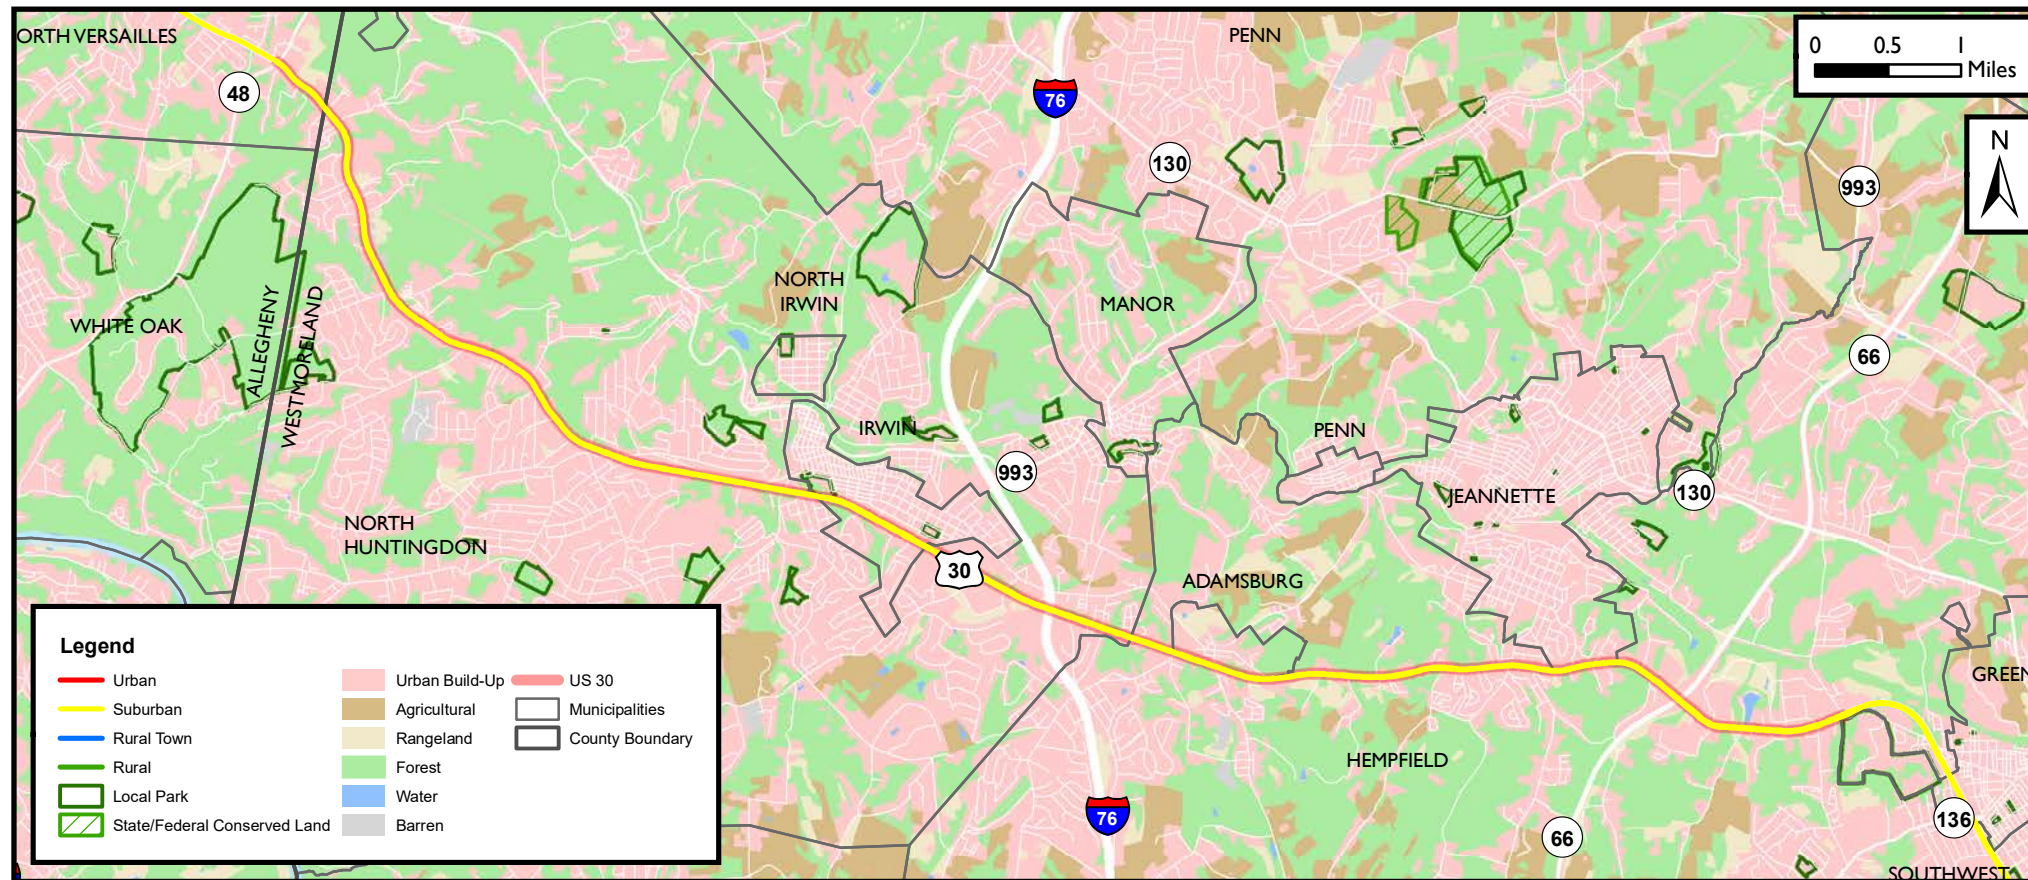 ORTH VERSAILLES
PENN
0 0.5 1
Miles
48
76
130
N
993
NORTH
IRWIN
MANOR
WHITE OAK
ALLEGHENY
WESTMORELAND
66
IRWIN
PENN
993
130
JEANNETTE
NORTH
HUNTINGDON
30
ADAMSBURG
GREEN
HEMPFIELD
76
66
136
SOUTHWEST
Legend
Urban
Suburban
Rural Town
Rural
Local Park
State/Federal Conserved Land
Urban Build-Up
Agricultural
Rangeland
Forest
Water
Barren
US 30
Municipalities
County Boundary